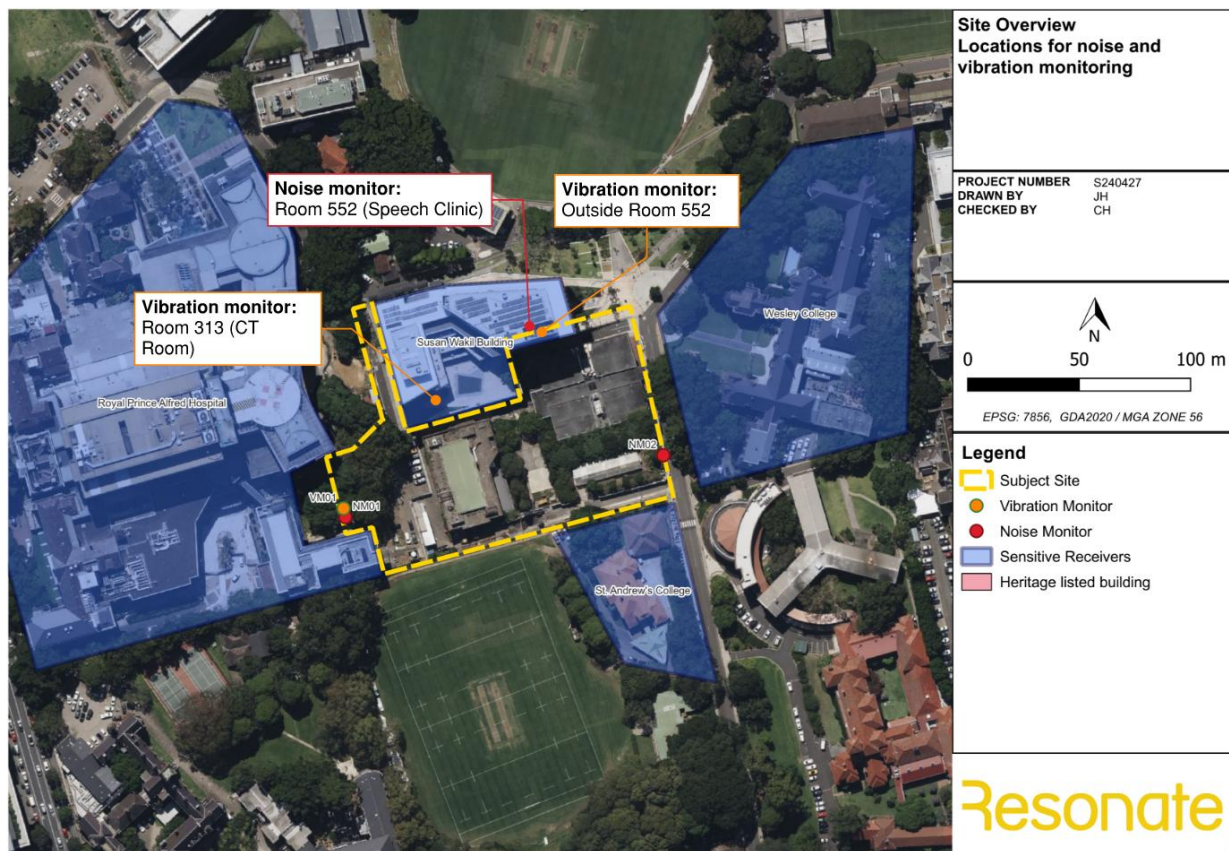 Site Overview
Locations for noise and
vibration monitoring
PROJECT NUMBER S240427
DRAWN BY JH
CHECKED BY CH
N
0 50 100 m
EPSG: 7856, GDA2020 / MGA ZONE 56
Legend
Subject Site
Vibration Monitor
Noise Monitor
Sensitive Receivers
Heritage listed building
Resonate
Noise monitor:
Room 552 (Speech Clinic)
Vibration monitor:
Outside Room 552
Vibration monitor:
Room 313 (CT
Room)
Susan Wakil Building
Wesley College
Royal Prince Alfred Hospital
NM02
VM01
NM01
St. Andrew's College